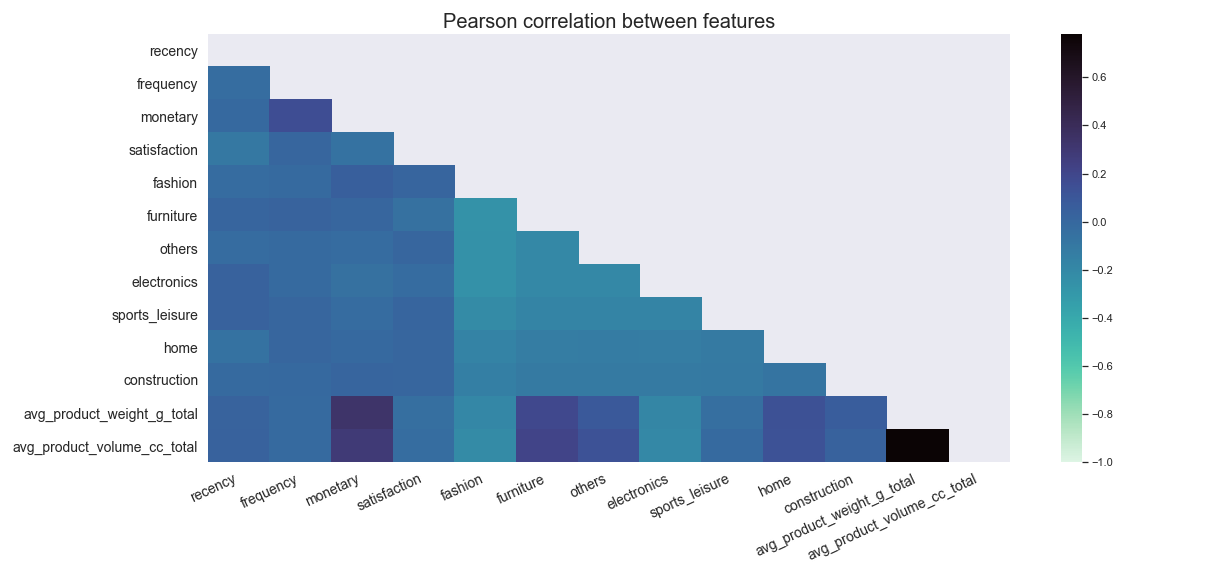 Pearson correlation between features
recency
frequency
monetary
satisfaction
fashion
furniture
others
electronics
sports_leisure
home
construction
avg_product_weight_g_total
avg_product_volume_cc_total
recency
frequency
monetary
satisfaction
fashion
furniture
others
electronics
sports_leisure
home
construction
avg_product_weight_g_total
avg_product_volume_cc_total
0.6
0.4
0.2
0.0
−0.2
−0.4
−0.6
−0.8
−1.0